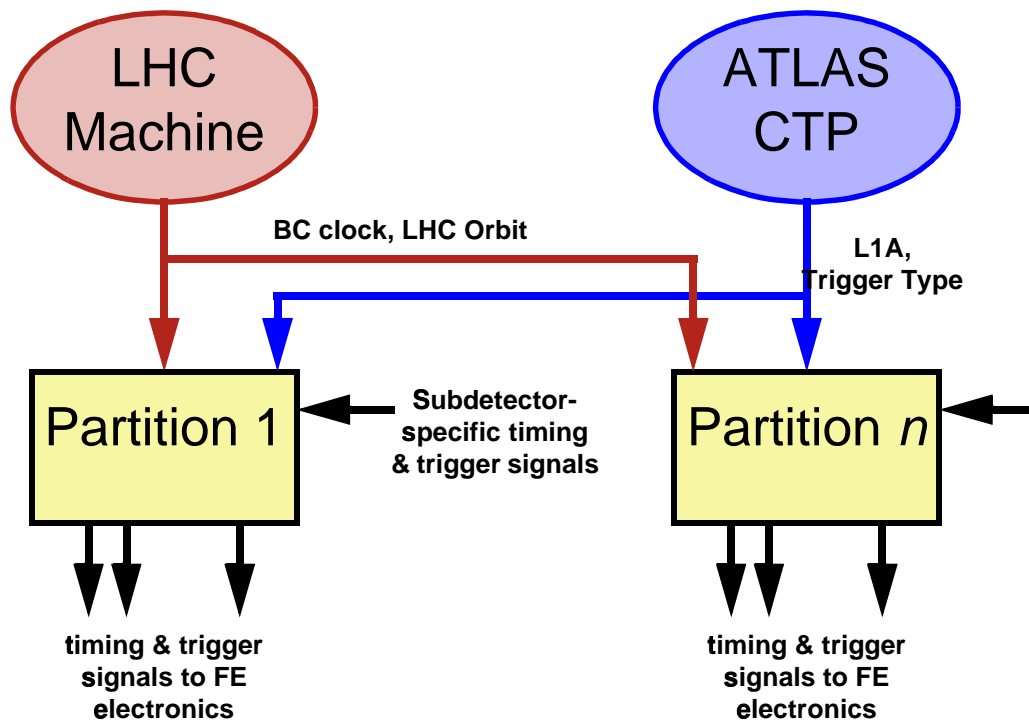 LHC
Machine
ATLAS
CTP
BC clock, LHC Orbit
L1A,
Trigger Type
Partition 1
Subdetector-
specific timing
& trigger signals
Partition n
timing & trigger
signals to FE
electronics
timing & trigger
signals to FE
electronics